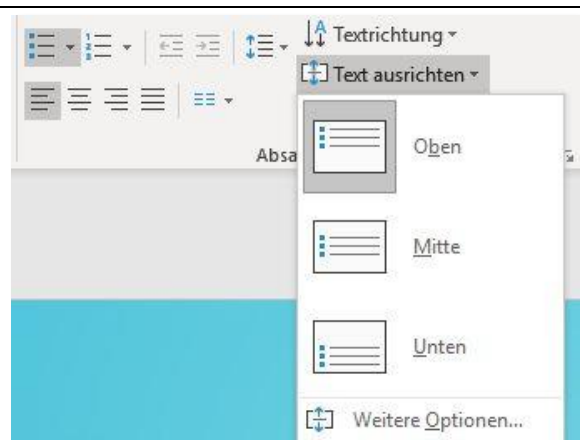 Textrichtung
Text ausrichten
Absa
Oben
Mitte
Unten
Weitere Optionen...